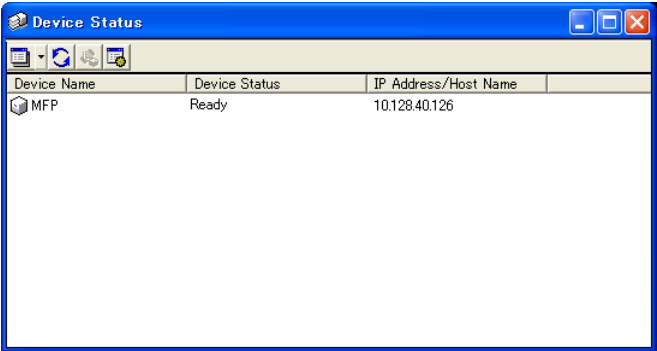 Device Status
Device Name Device Status IP Address/Host Name
MFP Ready 10.128.40.126